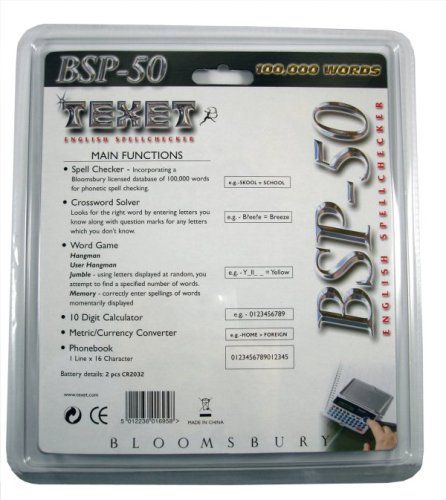 BSP-50
100,000 WORDS
TEXET
ENGLISH SPELLCHECKER
MAIN FUNCTIONS
• Spell Checker - Incorporating a
Bloomsbury licensed database of 100,000 words
for phonetic spell checking.
e.g.-SKOOL = SCHOOL
• Crossword Solver
Looks for the right word by entering letters you
know along with question marks for any letters
which you don't know.
e.g. - B?ee?e = Breeze
• Word Game
Hangman
User Hangman
Jumble - using letters displayed at random, you
attempt to find a specified number of words.
Memory - correctly enter spellings of words
momentarily displayed
e.g. -Y_ll_ _ = Yellow
• 10 Digit Calculator
e.g. - 0123456789
• Metric/Currency Converter
e.g.-HOME > FOREIGN
• Phonebook
1 Line x 16 Character
0123456789012345
Battery details: 2 pcs CR2032
www.texet.com
CE
5 012236 016958 >
MADE IN CHINA
BLOOMSBURY
BSP-50
ENGLISH SPELLCHECKER